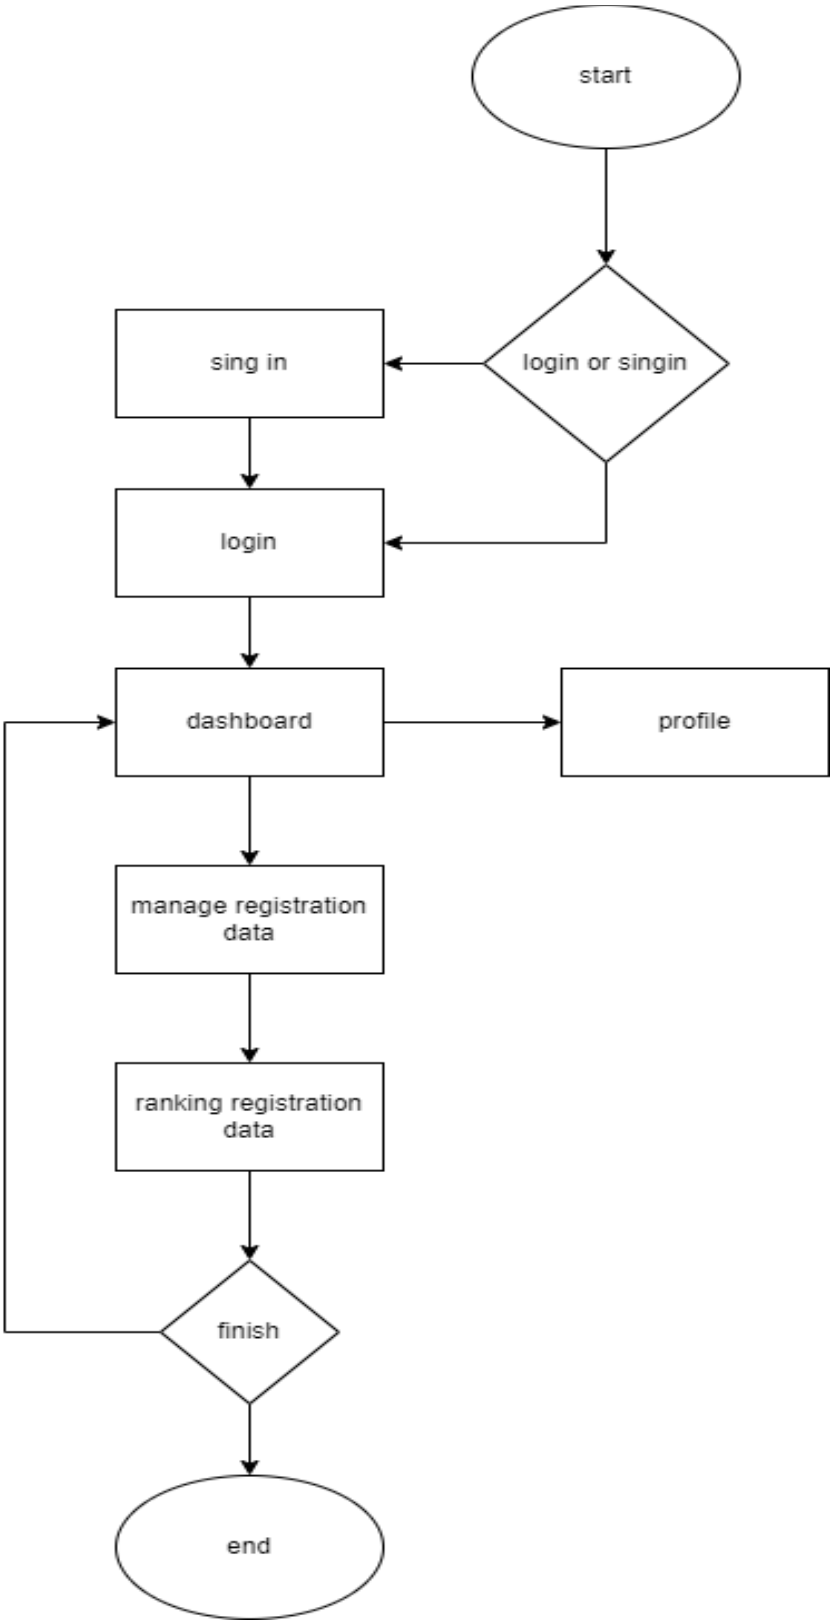 start
login or singin
sing in
login
dashboard
profile
manage registration
data
ranking registration
data
finish
end